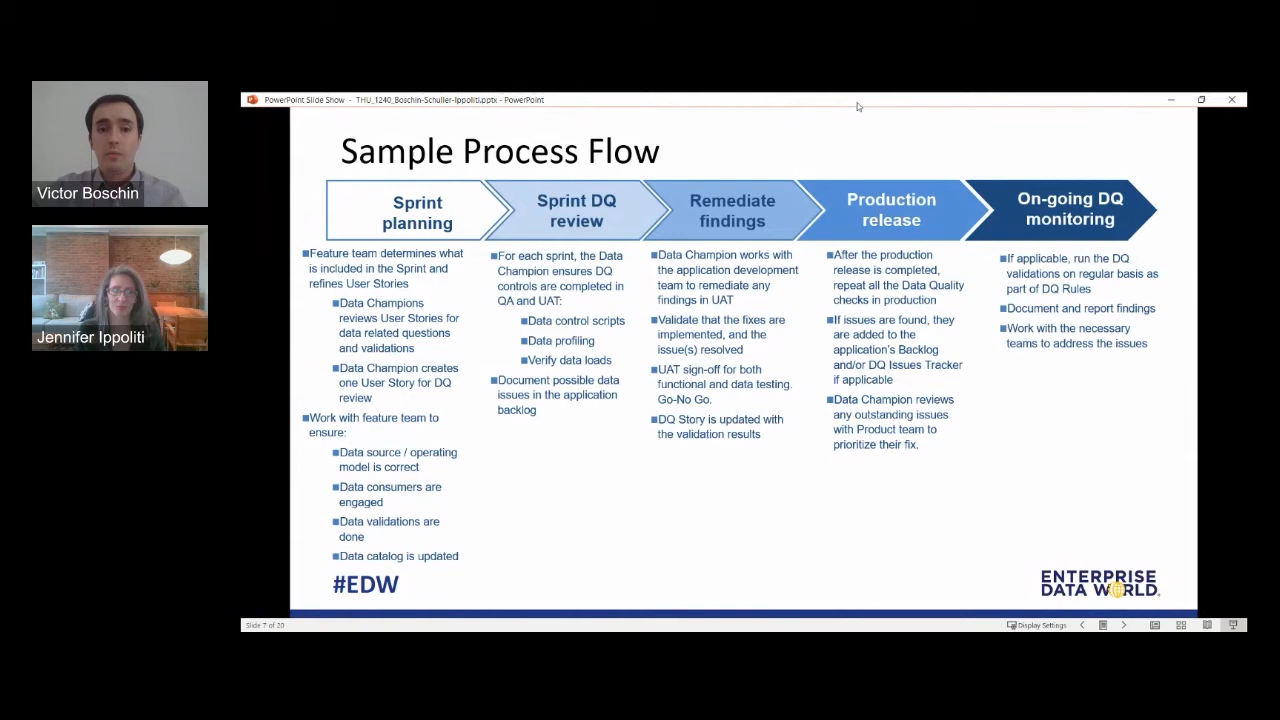 Victor Boschin
Jennifer Ippoliti
PowerPoint Slide Show - THU_1240_Boschin-Schuller-Ippoliti.pptx - PowerPoint
Sample Process Flow
Sprint
planning
Sprint DQ
review
Remediate
findings
Production
release
On-going DQ
monitoring
Feature team determines what
is included in the Sprint and
refines User Stories
Data Champions
reviews User Stories for
data related questions
and validations
Data Champion creates
one User Story for DQ
review
Work with feature team to
ensure:
Data source / operating
model is correct
Data consumers are
engaged
Data validations are
done
Data catalog is updated
For each sprint, the Data
Champion ensures DQ
controls are completed in
QA and UAT:
Data control scripts
Data profiling
Verify data loads
Document possible data
issues in the application
backlog
Data Champion works with
the application development
team to remediate any
findings in UAT
Validate that the fixes are
implemented, and the
issue(s) resolved
UAT sign-off for both
functional and data testing.
Go-No Go.
DQ Story is updated with
the validation results
After the production
release is completed,
repeat all the Data Quality
checks in production
If issues are found, they
are added to the
application's Backlog
and/or DQ Issues Tracker
if applicable
Data Champion reviews
any outstanding issues
with Product team to
prioritize their fix.
If applicable, run the DQ
validations on regular basis as
part of DQ Rules
Document and report findings
Work with the necessary
teams to address the issues
#EDW
ENTERPRISE
DATA WORLD
Slide 7 of 20
Display Settings